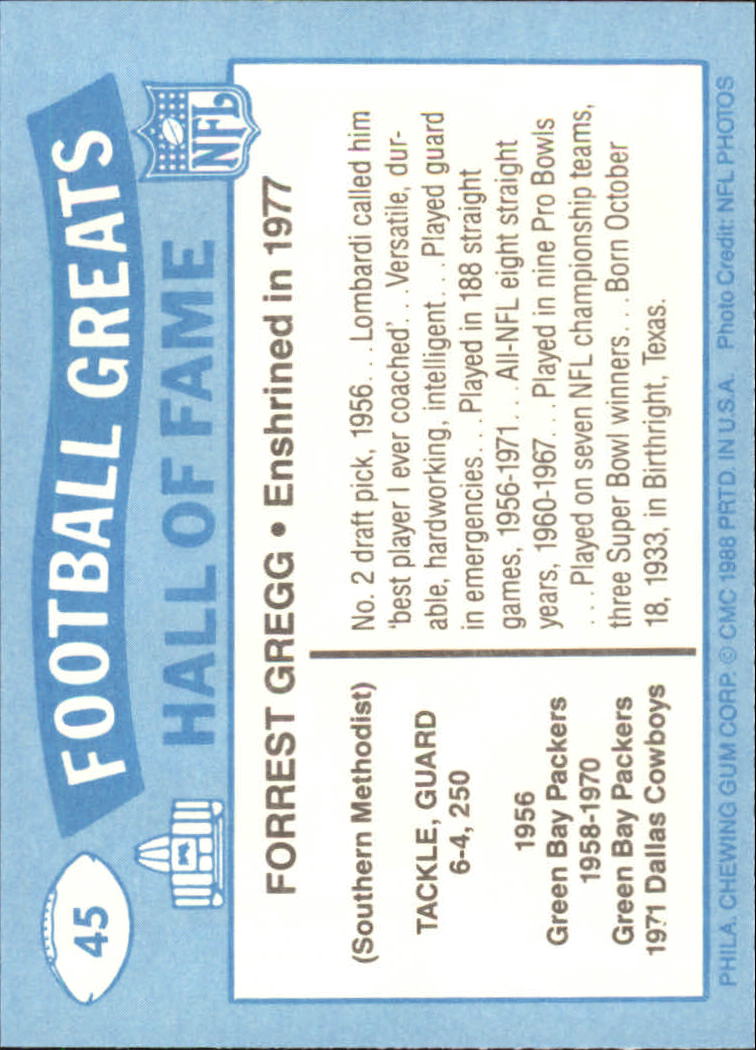 45
FOOTBALL GREATS
HALL OF FAME
NFL
FORREST GREGG • Enshrined in 1977
(Southern Methodist)
TACKLE, GUARD
6-4, 250
1956
Green Bay Packers
1958-1970
Green Bay Packers
1971 Dallas Cowboys
No. 2 draft pick, 1956...Lombardi called him
'best player I ever coached'...Versatile, dur-
able, hardworking, intelligent...Played guard
in emergencies...Played in 188 straight
games, 1956-1971...All-NFL eight straight
years, 1960-1967...Played in nine Pro Bowls
...Played on seven NFL championship teams,
three Super Bowl winners...Born October
18, 1933, in Birthright, Texas.
PHILA. CHEWING GUM CORP. © CMC 1988 PRTD. IN U.S.A. Photo Credit: NFL PHOTOS